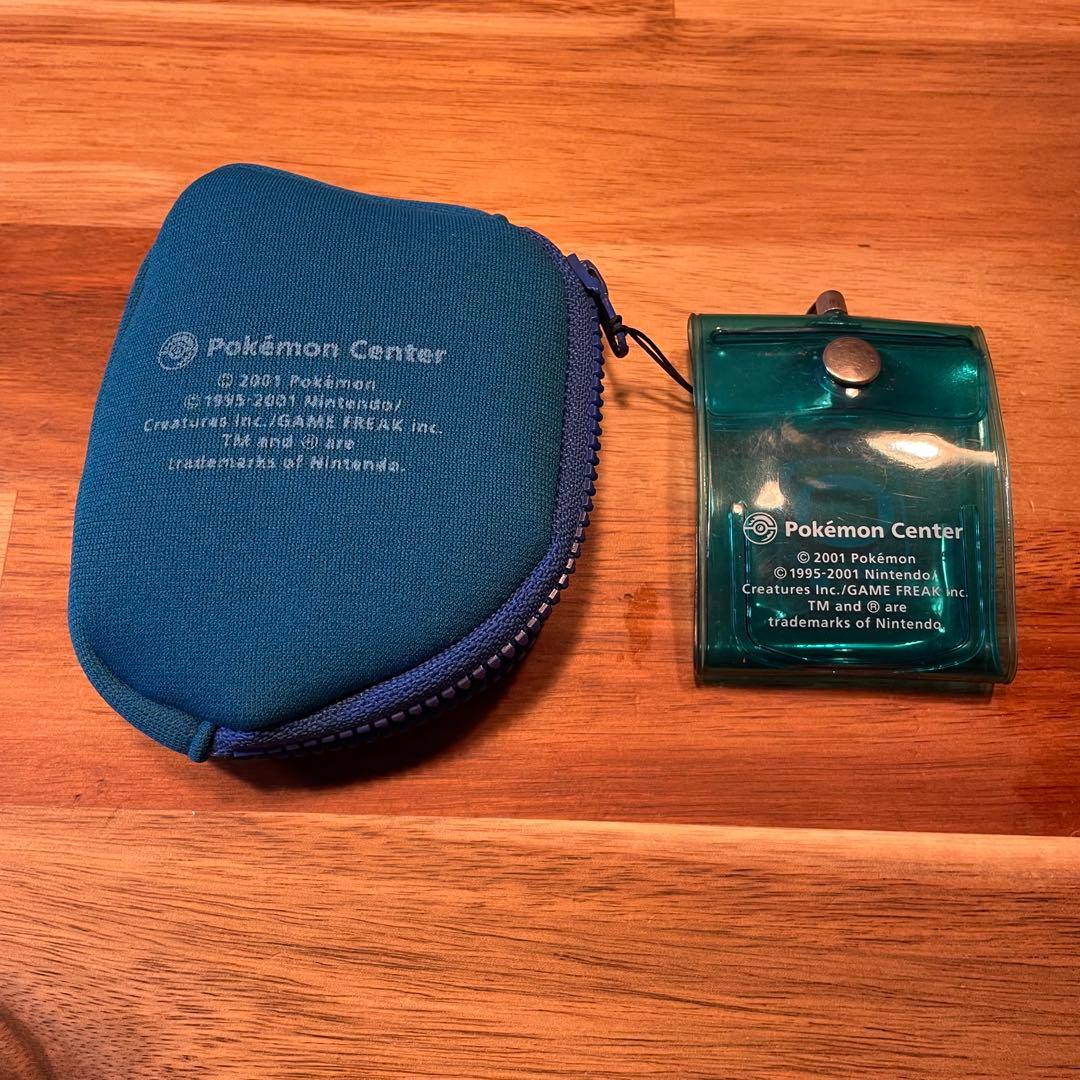 Pokémon Center
© 2001 Pokémon
© 1995-2001 Nintendo/
Creatures Inc./GAME FREAK inc.
TM and ® are
trademarks of Nintendo.
Pokémon Center
© 2001 Pokémon
© 1995-2001 Nintendo/
Creatures Inc./GAME FREAK inc.
TM and ® are
trademarks of Nintendo.